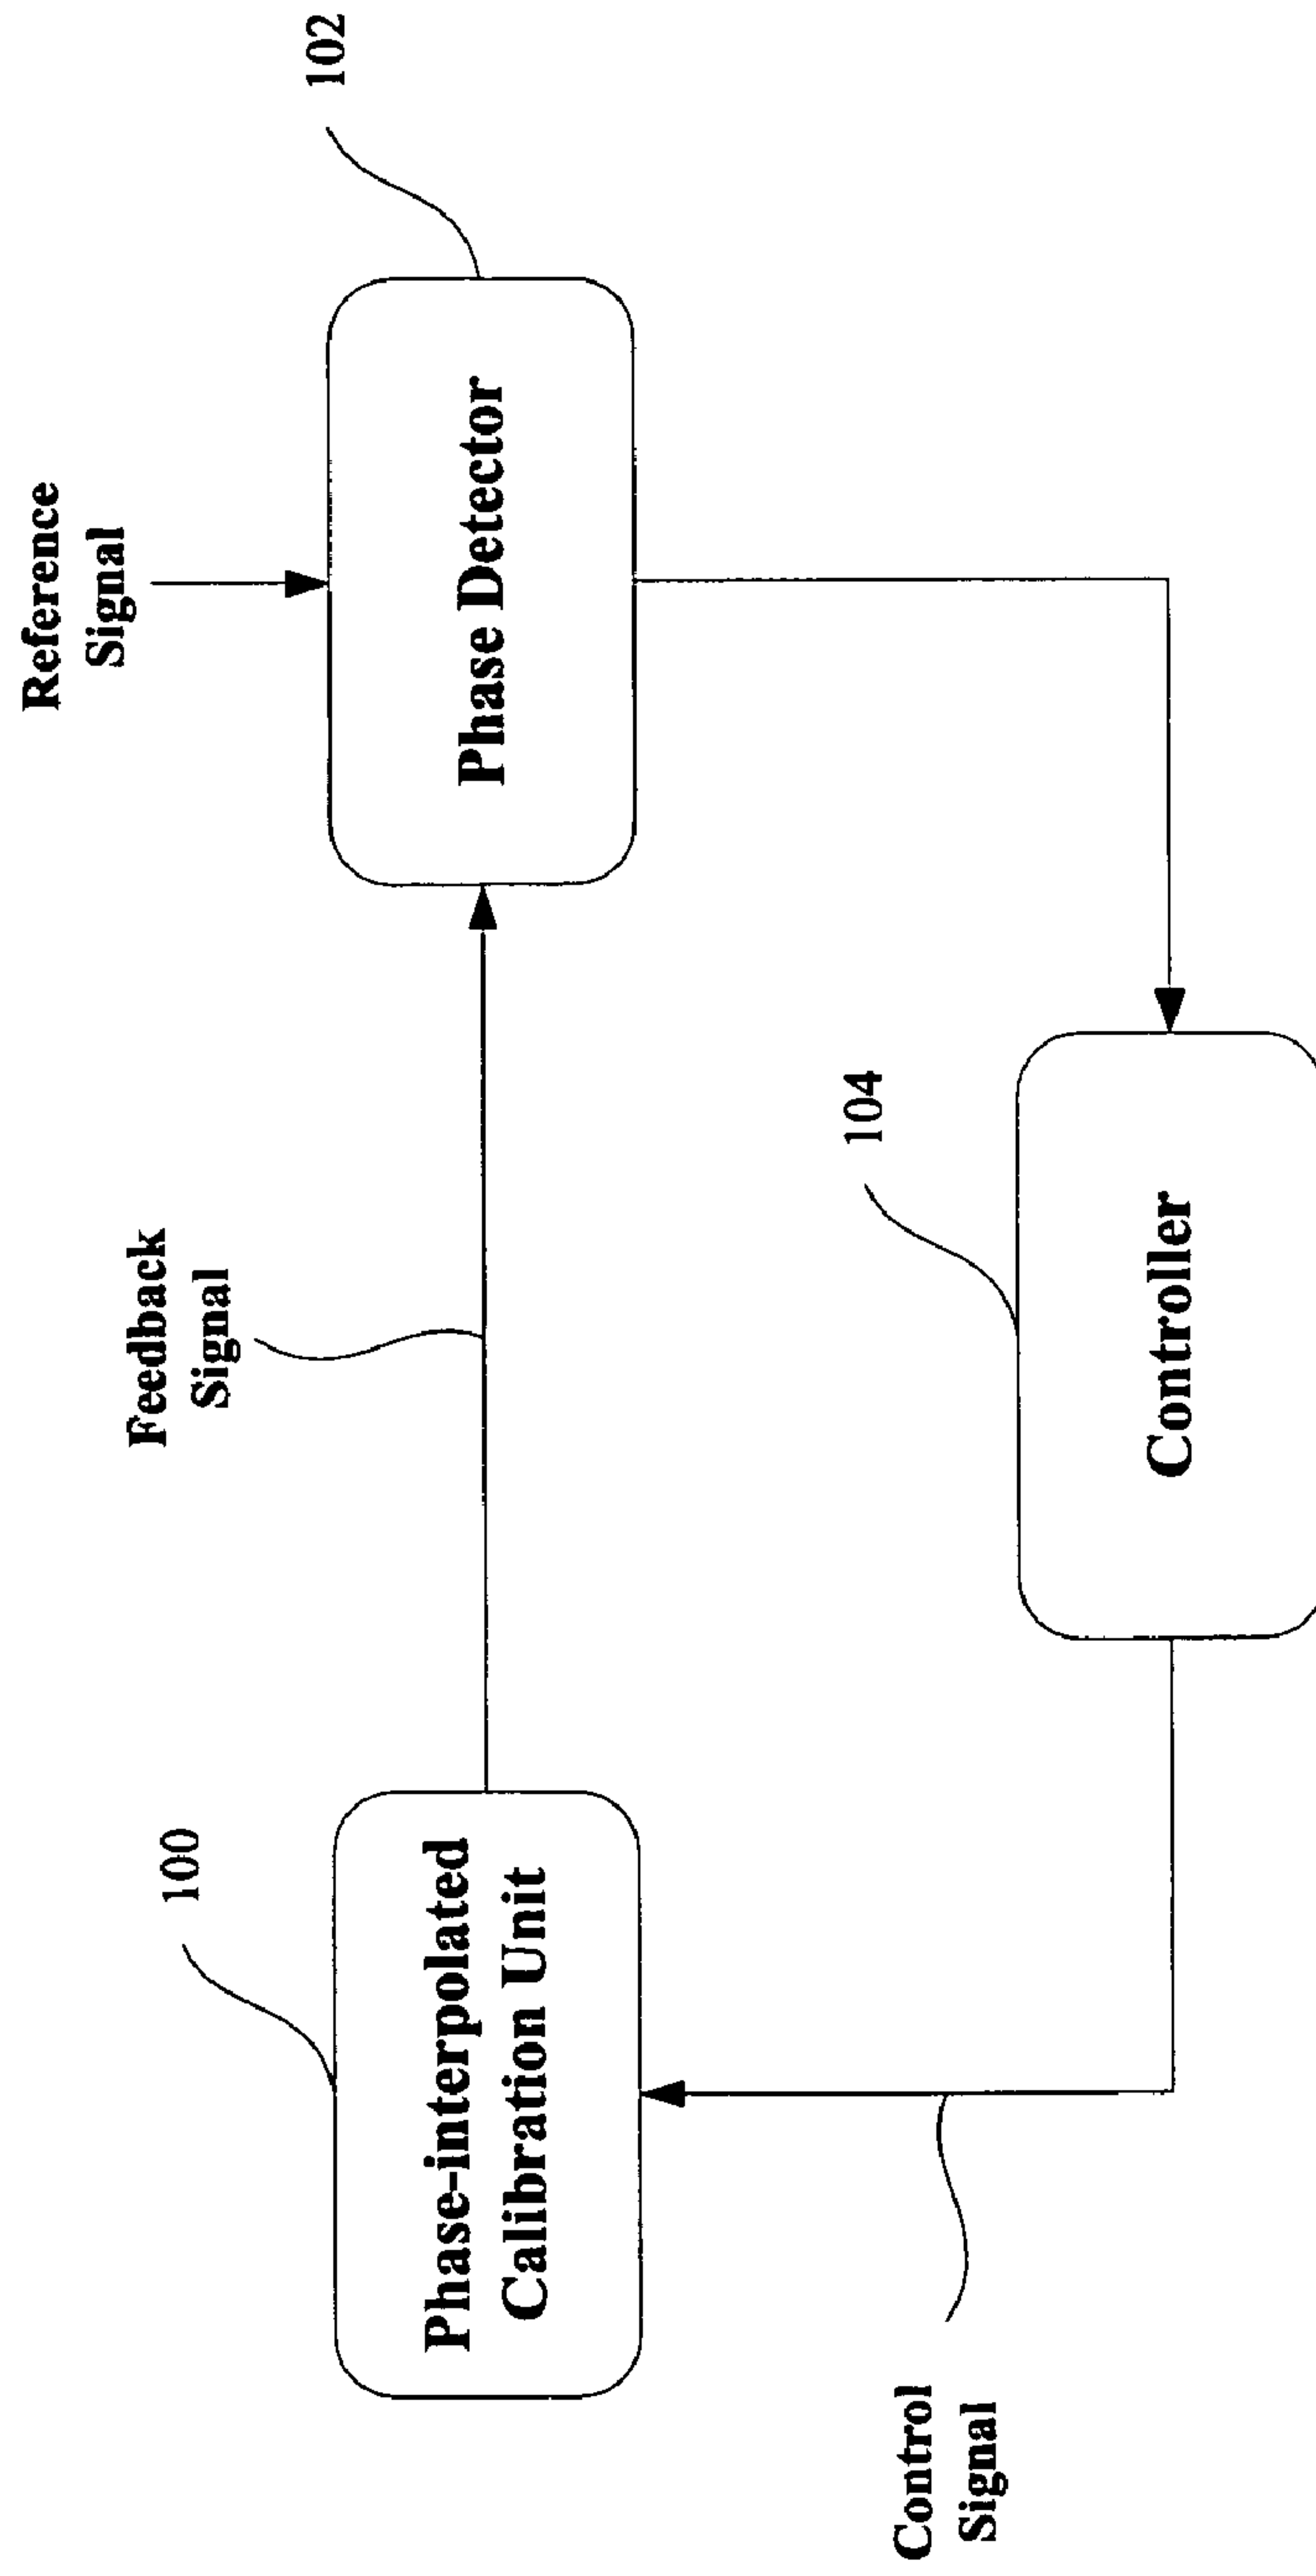 Reference
Signal
102
Phase Detector
Feedback
Signal
104
Controller
100
Phase-interpolated
Calibration Unit
Control
Signal